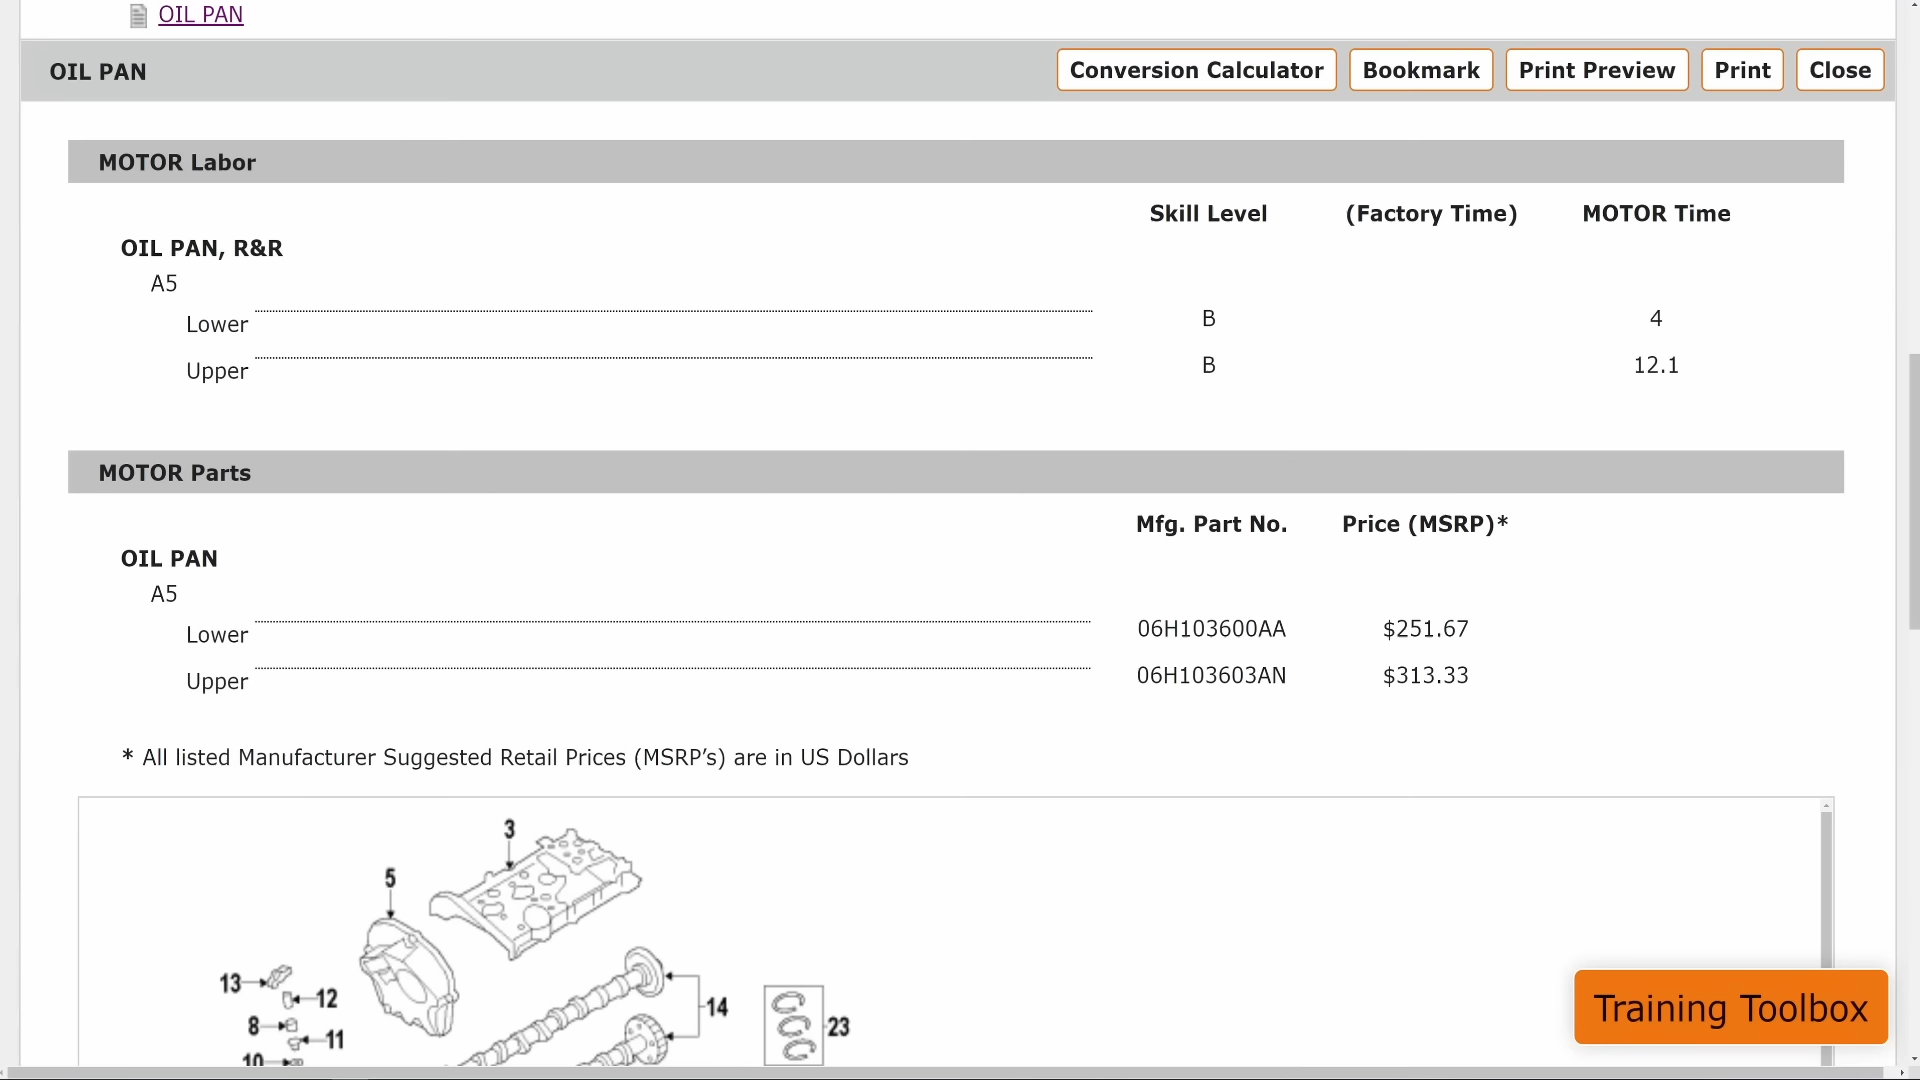 OIL PAN
OIL PAN Conversion Calculator Bookmark Print Preview Print Close
MOTOR Labor
Skill Level (Factory Time) MOTOR Time
OIL PAN, R&R
A5
Lower B 4
Upper B 12.1
MOTOR Parts
Mfg. Part No. Price (MSRP)*
OIL PAN
A5
Lower 06H103600AA $251.67
Upper 06H103603AN $313.33
* All listed Manufacturer Suggested Retail Prices (MSRP’s) are in US Dollars
3
5
13
12
14
8
23
11
10
Training Toolbox